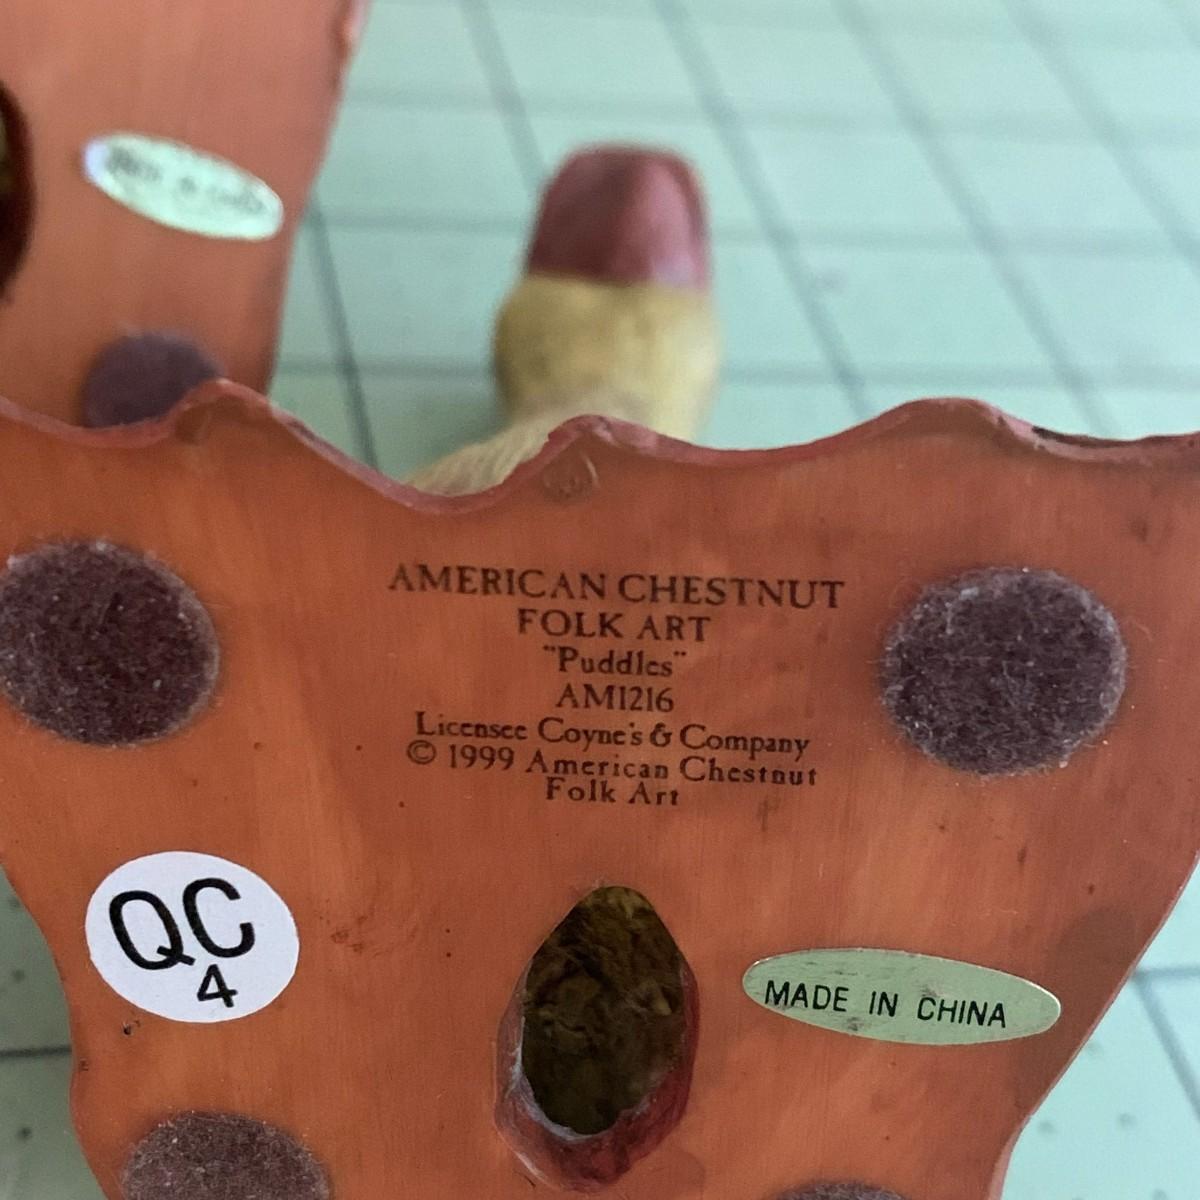 AMERICAN CHESTNUT
FOLK ART
"Puddles"
AM1216
Licensee Coyne's & Company
© 1999 American Chestnut
Folk Art
QC
4
MADE IN CHINA